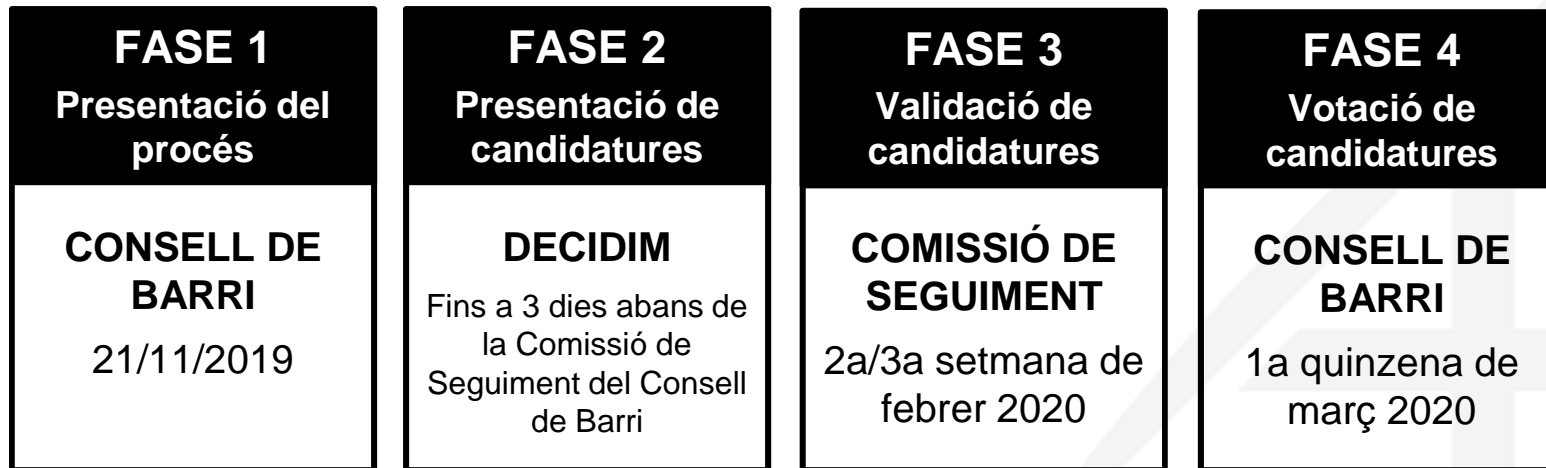 FASE 1
Presentació del
procés
CONSELL DE
BARRI
21/11/2019
FASE 2
Presentació de
candidatures
DECIDIM
Fins a 3 dies abans de
la Comissió de
Seguiment del Consell
de Barri
FASE 3
Validació de
candidatures
COMISSIÓ DE
SEGUIMENT
2a/3a setmana de
febrer 2020
FASE 4
Votació de
candidatures
CONSELL DE
BARRI
1a quinzena de
març 2020